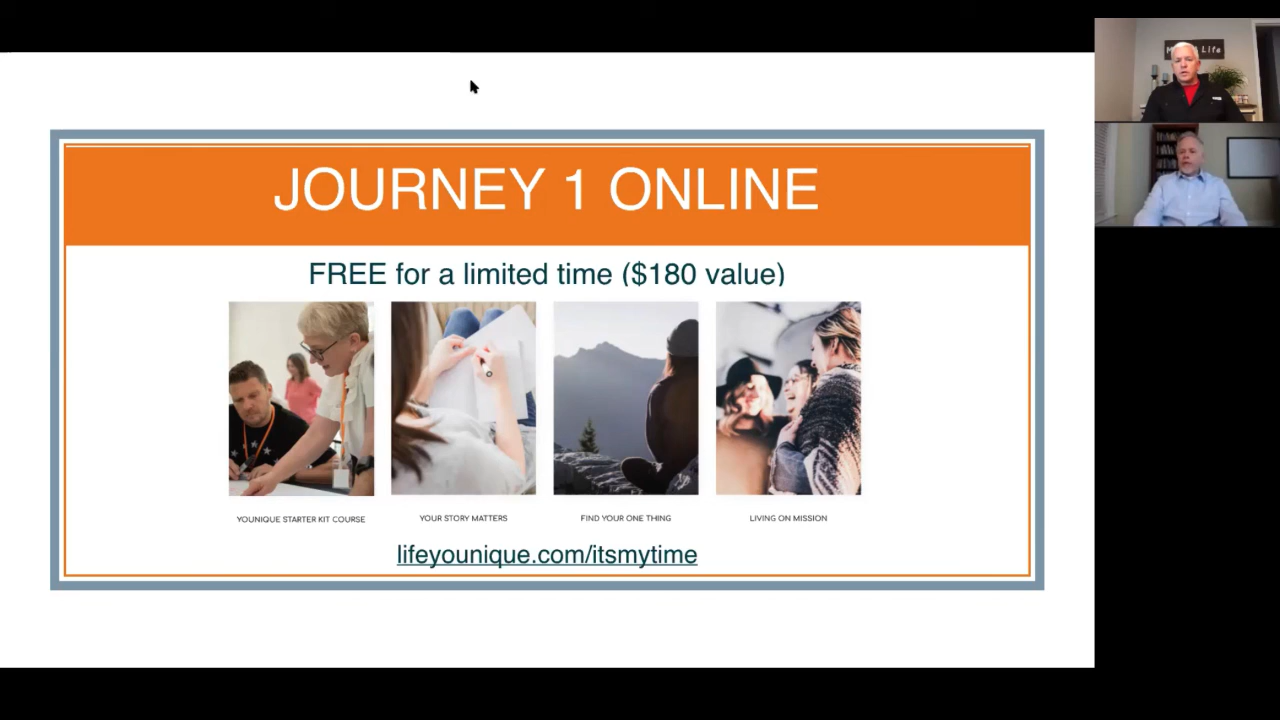 JOURNEY 1 ONLINE
FREE for a limited time ($180 value)
YOUNIQUE STARTER KIT COURSE
YOUR STORY MATTERS
FIND YOUR ONE THING
LIVING ON MISSION
lifeyounique.com/itsmytime
Life